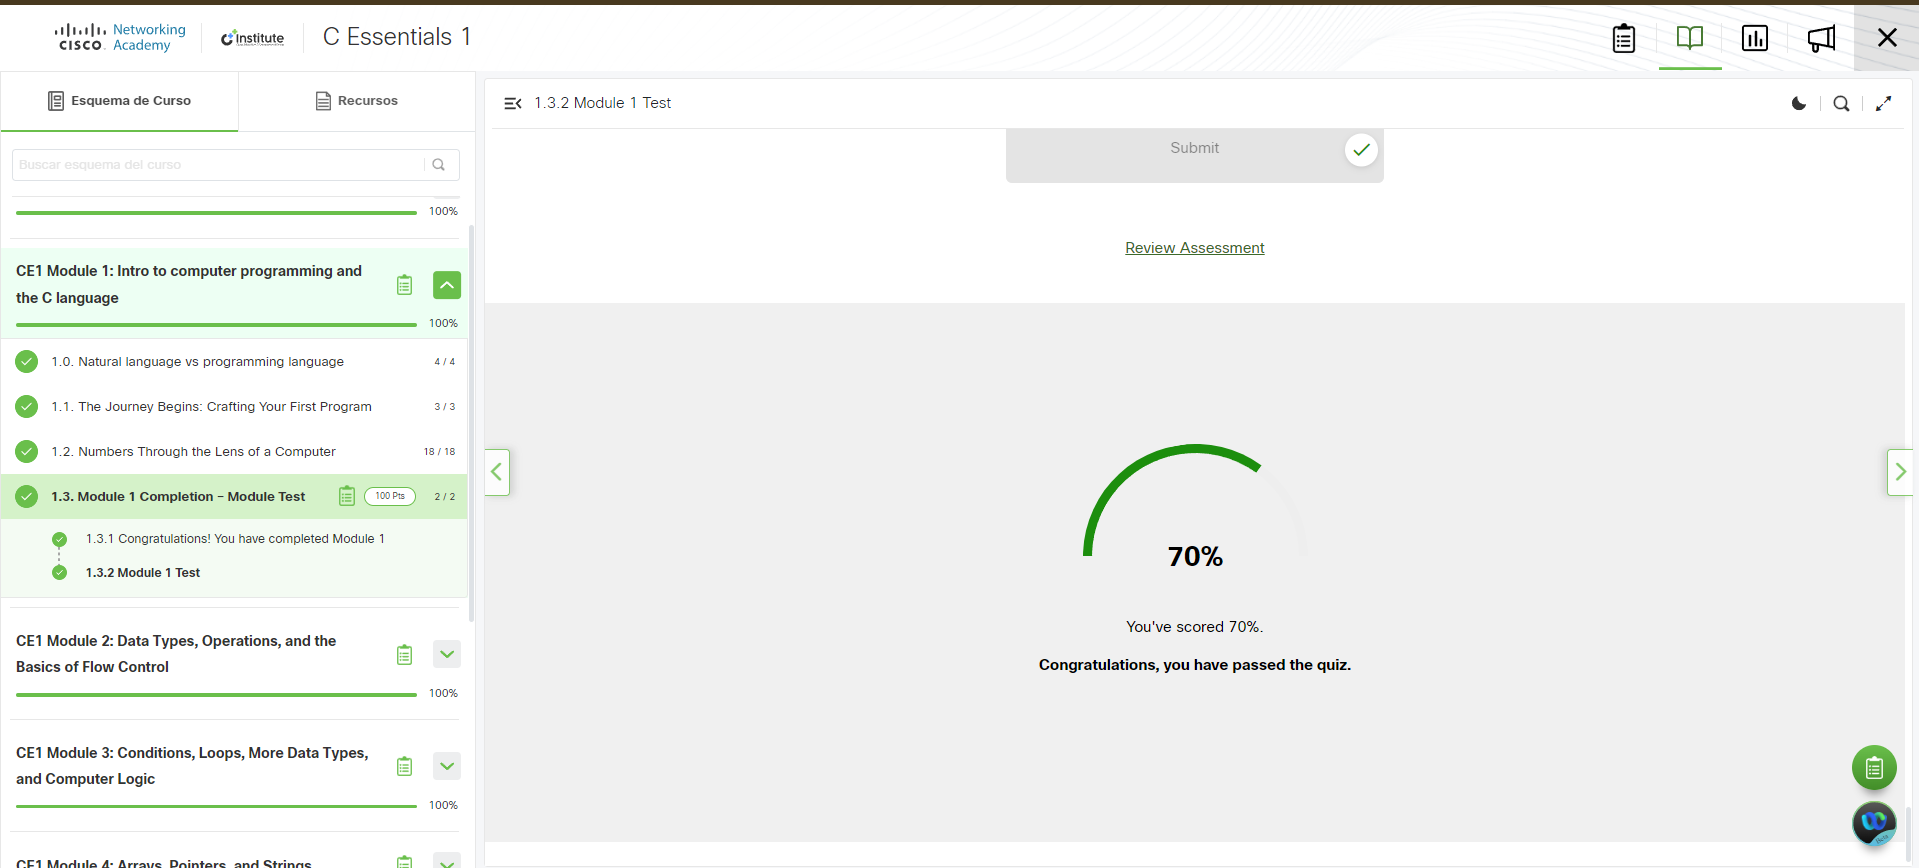 Networking
CISCO Academy
C Institute
C Essentials 1
Esquema de Curso
Recursos
Buscar esquema del curso
100%
CE1 Module 1: Intro to computer programming and
the C language
100%
1.0. Natural language vs programming language
4 / 4
1.1. The Journey Begins: Crafting Your First Program
3 / 3
1.2. Numbers Through the Lens of a Computer
18 / 18
1.3. Module 1 Completion – Module Test
100 Pts
2 / 2
1.3.1 Congratulations! You have completed Module 1
1.3.2 Module 1 Test
CE1 Module 2: Data Types, Operations, and the
Basics of Flow Control
100%
CE1 Module 3: Conditions, Loops, More Data Types,
and Computer Logic
100%
CE1 Module 4: Arrays, Pointers, and Strings
1.3.2 Module 1 Test
Submit
Review Assessment
70%
You've scored 70%.
Congratulations, you have passed the quiz.